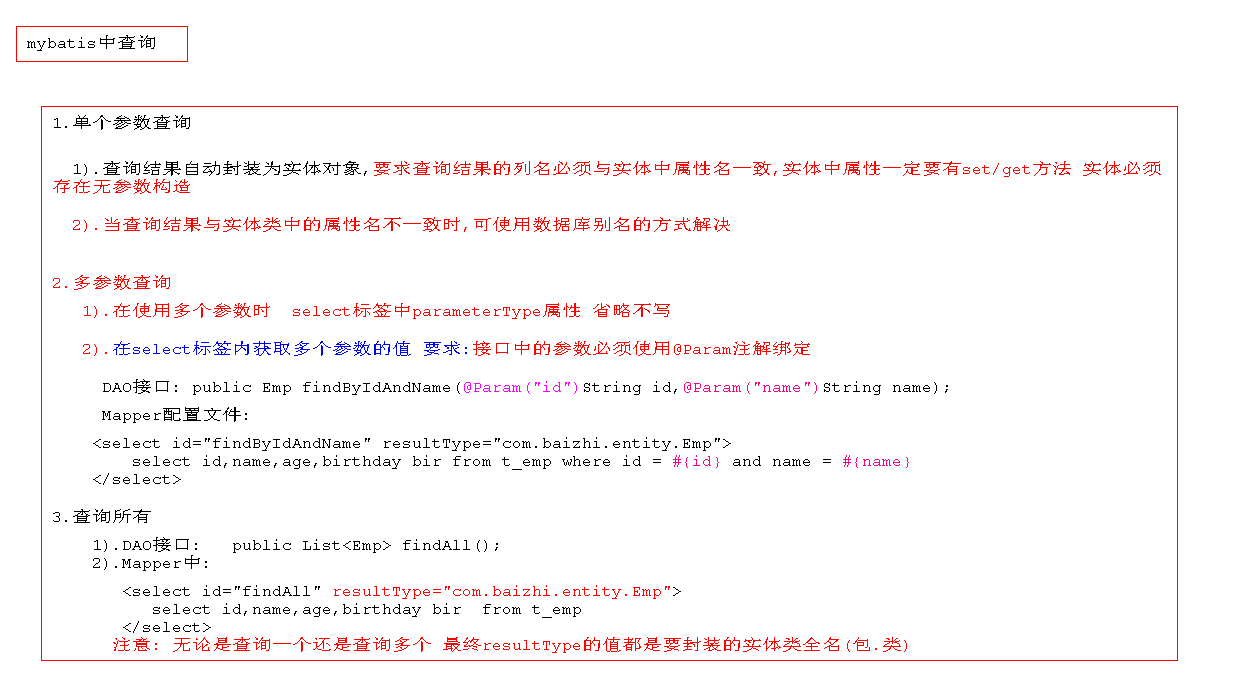 mybatis中查询
1.单个参数查询
1).查询结果自动封装为实体对象,要求查询结果的列名必须与实体中属性名一致,实体中属性一定要有set/get方法 实体必须
存在无参数构造
2).当查询结果与实体类中的属性名不一致时,可使用数据库别名的方式解决
2.多参数查询
1).在使用多个参数时  select标签中parameterType属性 省略不写
2).在select标签内获取多个参数的值 要求:接口中的参数必须使用@Param注解绑定
DAO接口: public Emp findByIdAndName(@Param("id")String id,@Param("name")String name);
Mapper配置文件:
<select id="findByIdAndName" resultType="com.baizhi.entity.Emp">
select id,name,age,birthday bir from t_emp where id = #{id} and name = #{name}
</select>
3.查询所有
1).DAO接口:   public List<Emp> findAll();
2).Mapper中:
<select id="findAll" resultType="com.baizhi.entity.Emp">
select id,name,age,birthday bir  from t_emp
</select>
注意: 无论是查询一个还是查询多个 最终resultType的值都是要封装的实体类全名(包.类)